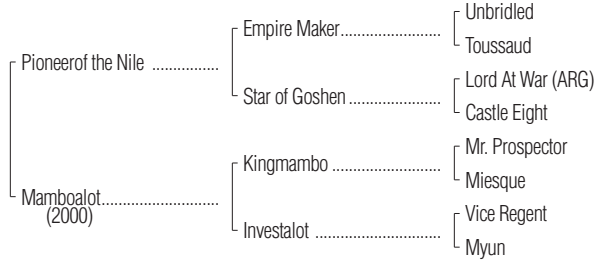 Unbridled
Empire Maker....................
Toussaud
Pioneerof the Nile ................
Lord At War (ARG)
Star of Goshen ......................
Castle Eight
Mr. Prospector
Kingmambo ..........................
Miesque
Mamboalot............................
(2000)
Vice Regent
Investalot ..............................
Myun